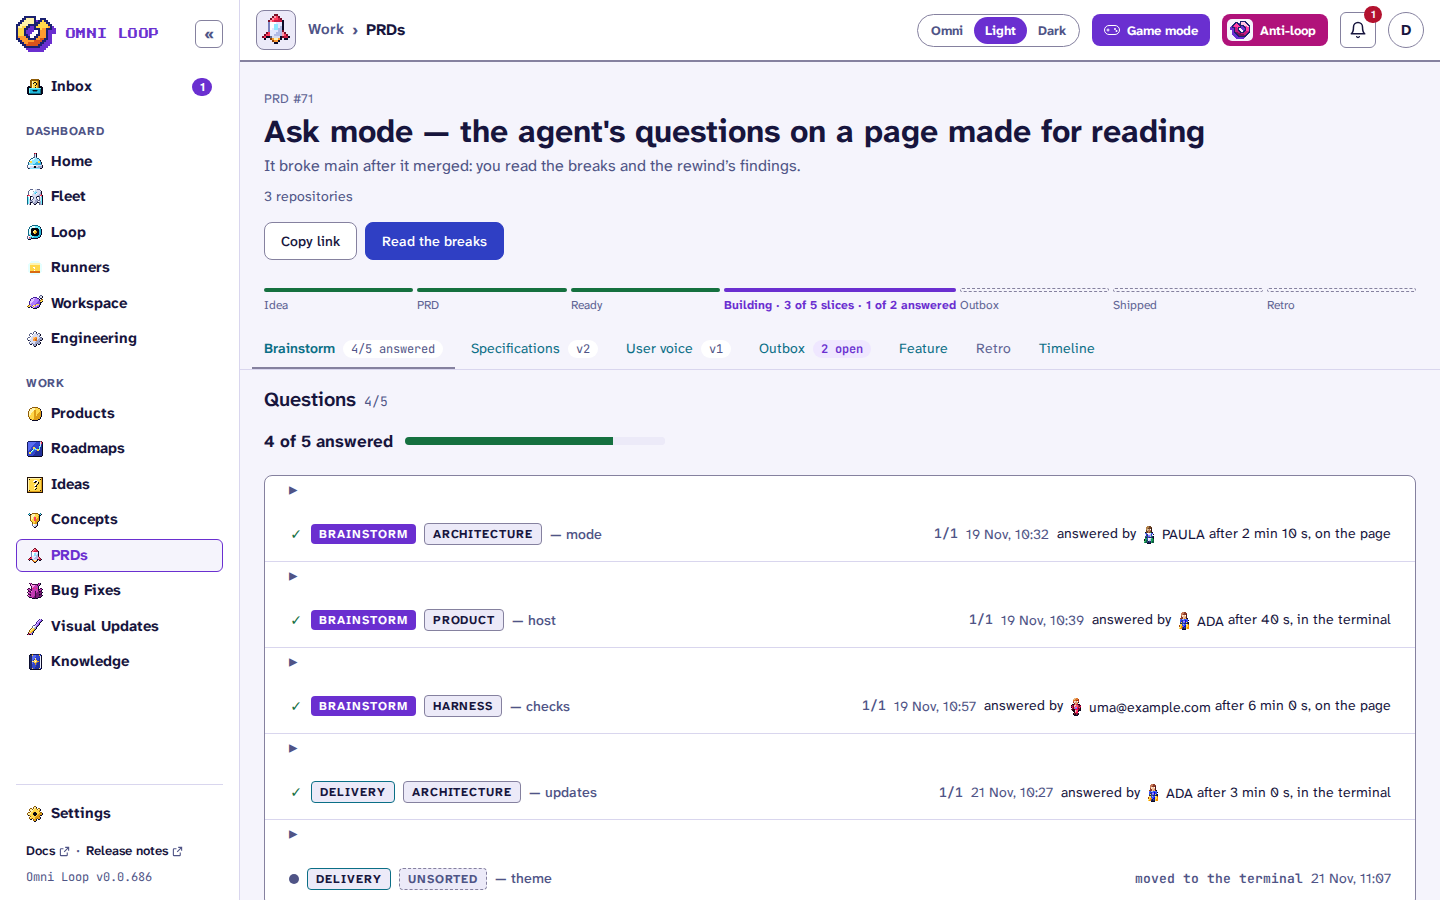 OMNI LOOP
«
Work › PRDs
Omni Light Dark
Game mode
Anti-loop
1
D
Inbox 1
DASHBOARD
Home
Fleet
Loop
Runners
Workspace
Engineering
WORK
Products
Roadmaps
Ideas
Concepts
PRDs
Bug Fixes
Visual Updates
Knowledge
Settings
Docs · Release notes
Omni Loop v0.0.686
PRD #71
Ask mode — the agent's questions on a page made for reading
It broke main after it merged: you read the breaks and the rewind’s findings.
3 repositories
Copy link Read the breaks
Idea PRD Ready Building · 3 of 5 slices · 1 of 2 answered Outbox Shipped Retro
Brainstorm 4/5 answered Specifications v2 User voice v1 Outbox 2 open Feature Retro Timeline
Questions 4/5
4 of 5 answered
▶
✓ BRAINSTORM ARCHITECTURE — mode 1/1 19 Nov, 10:32 answered by PAULA after 2 min 10 s, on the page
▶
✓ BRAINSTORM PRODUCT — host 1/1 19 Nov, 10:39 answered by ADA after 40 s, in the terminal
▶
✓ BRAINSTORM HARNESS — checks 1/1 19 Nov, 10:57 answered by uma@example.com after 6 min 0 s, on the page
▶
✓ DELIVERY ARCHITECTURE — updates 1/1 21 Nov, 10:27 answered by ADA after 3 min 0 s, in the terminal
▶
● DELIVERY UNSORTED — theme moved to the terminal 21 Nov, 11:07